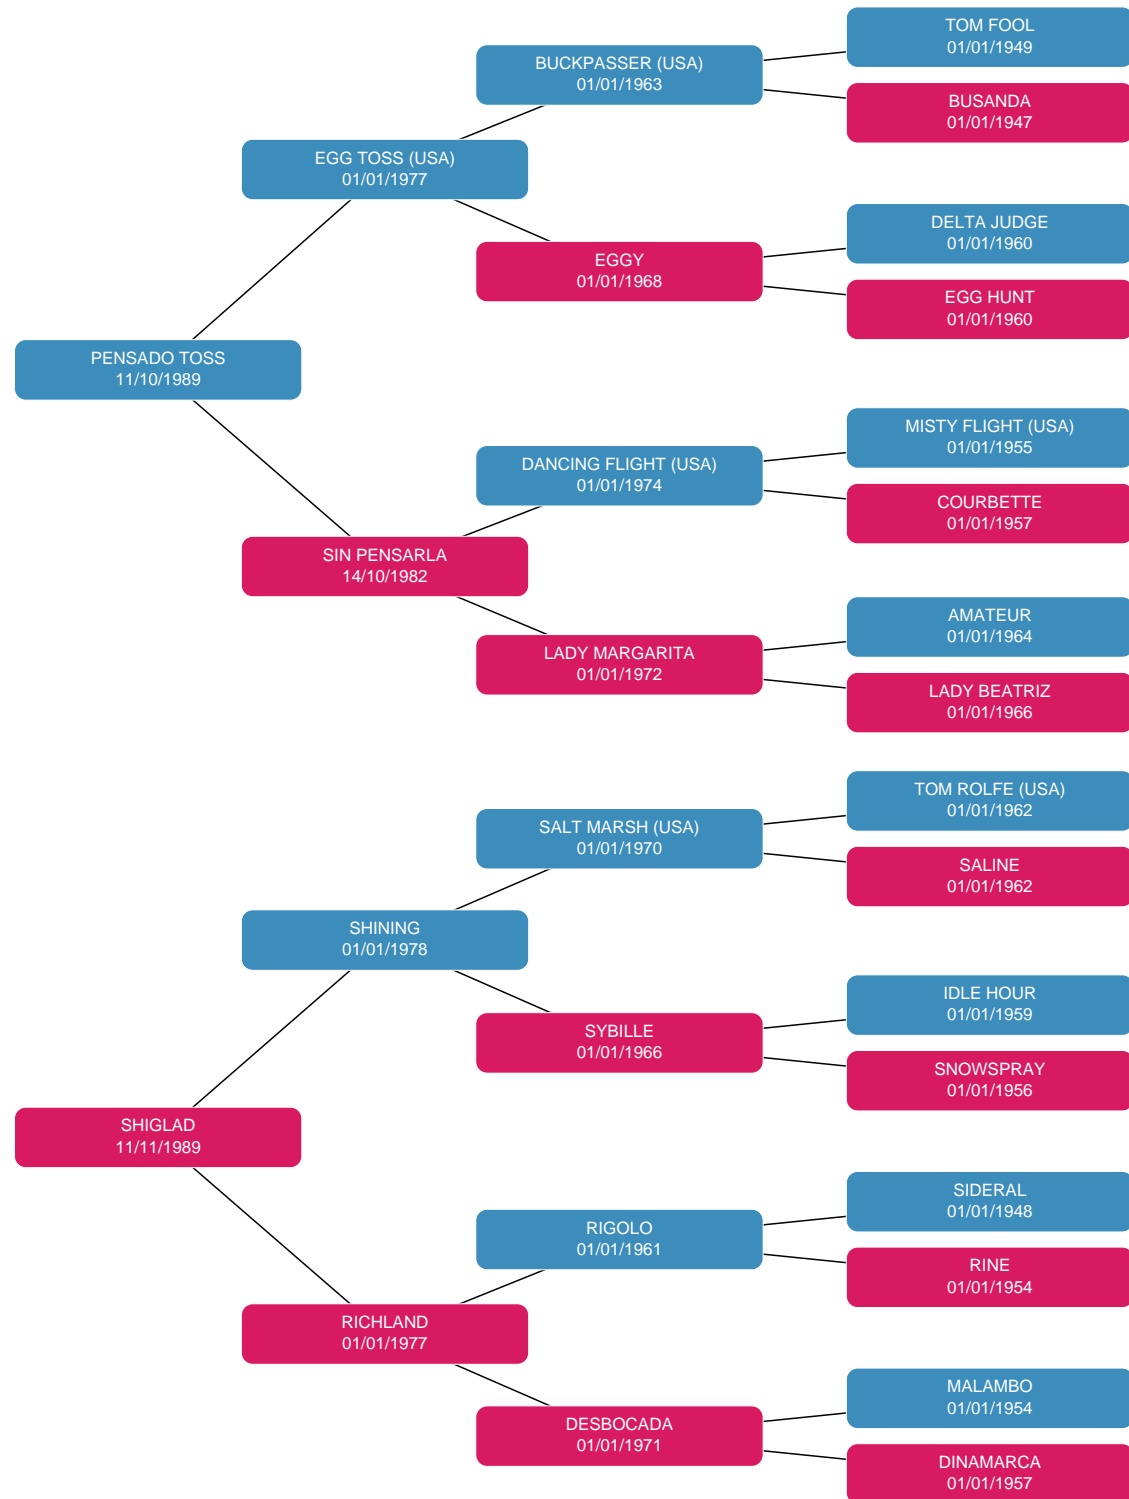 TOM FOOL
01/01/1949
BUCKPASSER (USA)
01/01/1963
BUSANDA
01/01/1947
EGG TOSS (USA)
01/01/1977
DELTA JUDGE
01/01/1960
EGGY
01/01/1968
EGG HUNT
01/01/1960
PENSADO TOSS
11/10/1989
MISTY FLIGHT (USA)
01/01/1955
DANCING FLIGHT (USA)
01/01/1974
COURBETTE
01/01/1957
SIN PENSARLA
14/10/1982
AMATEUR
01/01/1964
LADY MARGARITA
01/01/1972
LADY BEATRIZ
01/01/1966
TOM ROLFE (USA)
01/01/1962
SALT MARSH (USA)
01/01/1970
SALINE
01/01/1962
SHINING
01/01/1978
IDLE HOUR
01/01/1959
SYBILLE
01/01/1966
SNOWSPRAY
01/01/1956
SHIGLAD
11/11/1989
SIDERAL
01/01/1948
RIGOLO
01/01/1961
RINE
01/01/1954
RICHLAND
01/01/1977
MALAMBO
01/01/1954
DESBOCADA
01/01/1971
DINAMARCA
01/01/1957